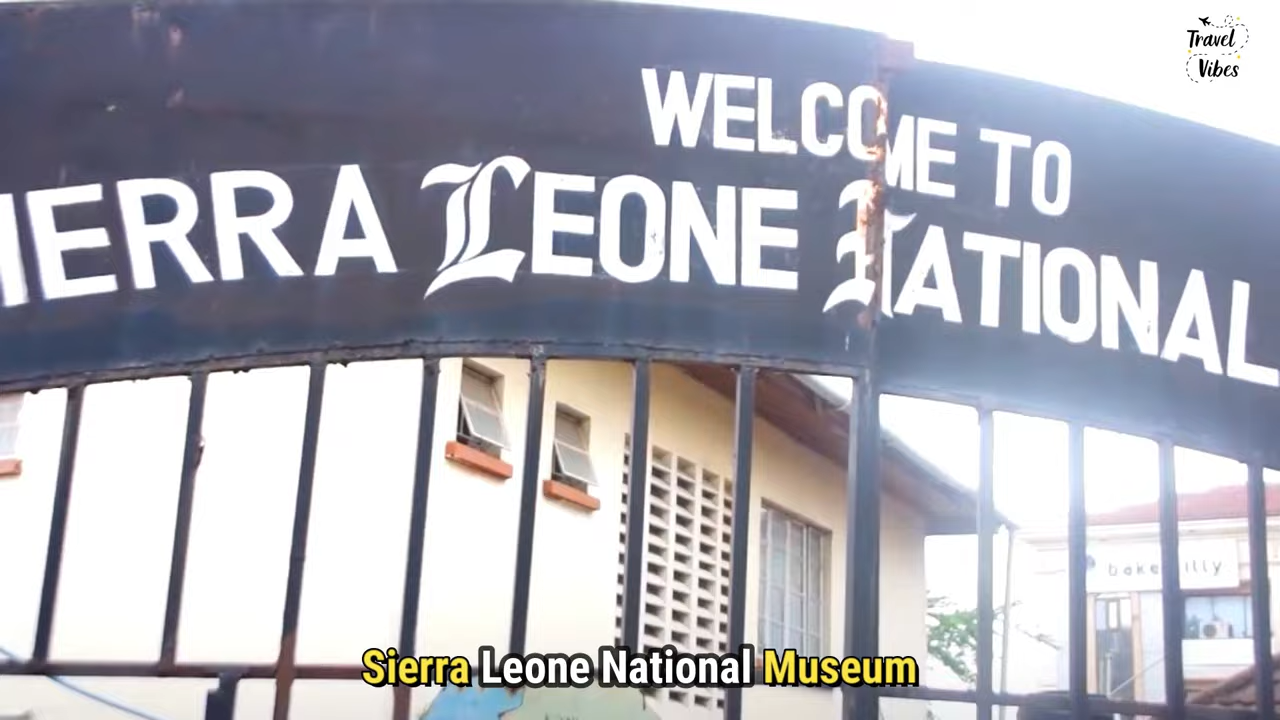 Travel
Vibes
WELCOME TO
IERRA LEONE NATIONAL
Sierra Leone National Museum